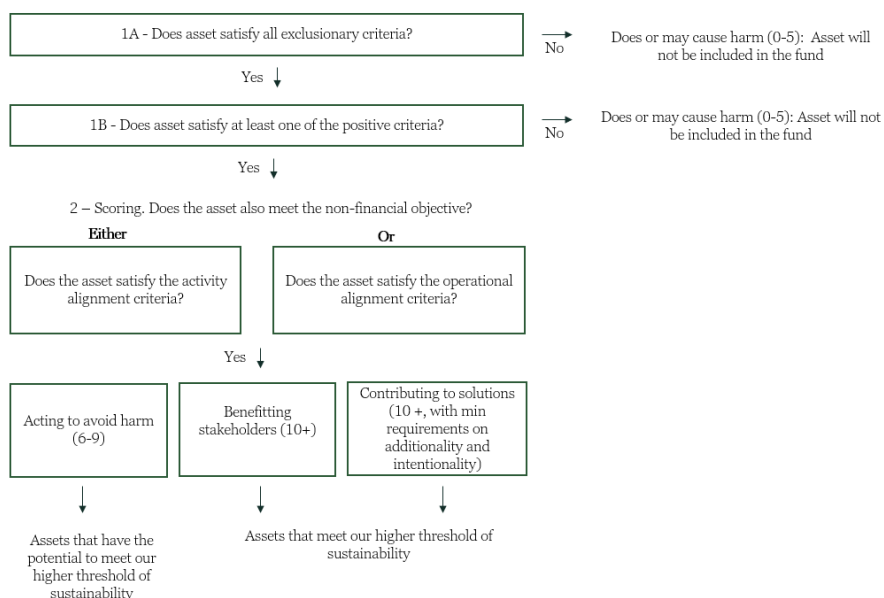 1A - Does asset satisfy all exclusionary criteria?
No
Does or may cause harm (0-5):  Asset will
not be included in the fund
Yes
1B - Does asset satisfy at least one of the positive criteria?
No
Does or may cause harm (0-5): Asset will not
be included in the fund
Yes
2 – Scoring. Does the asset also meet the non-financial objective?
Either
Or
Does the asset satisfy the activity
alignment criteria?
Does the asset satisfy the operational
alignment criteria?
Yes
Acting to avoid harm
(6-9)
Benefitting
stakeholders (10+)
Contributing to solutions
(10 +, with min
requirements on
additionality and
intentionality)
Assets that have the
potential to meet our
higher threshold of
sustainability
Assets that meet our higher threshold of
sustainability